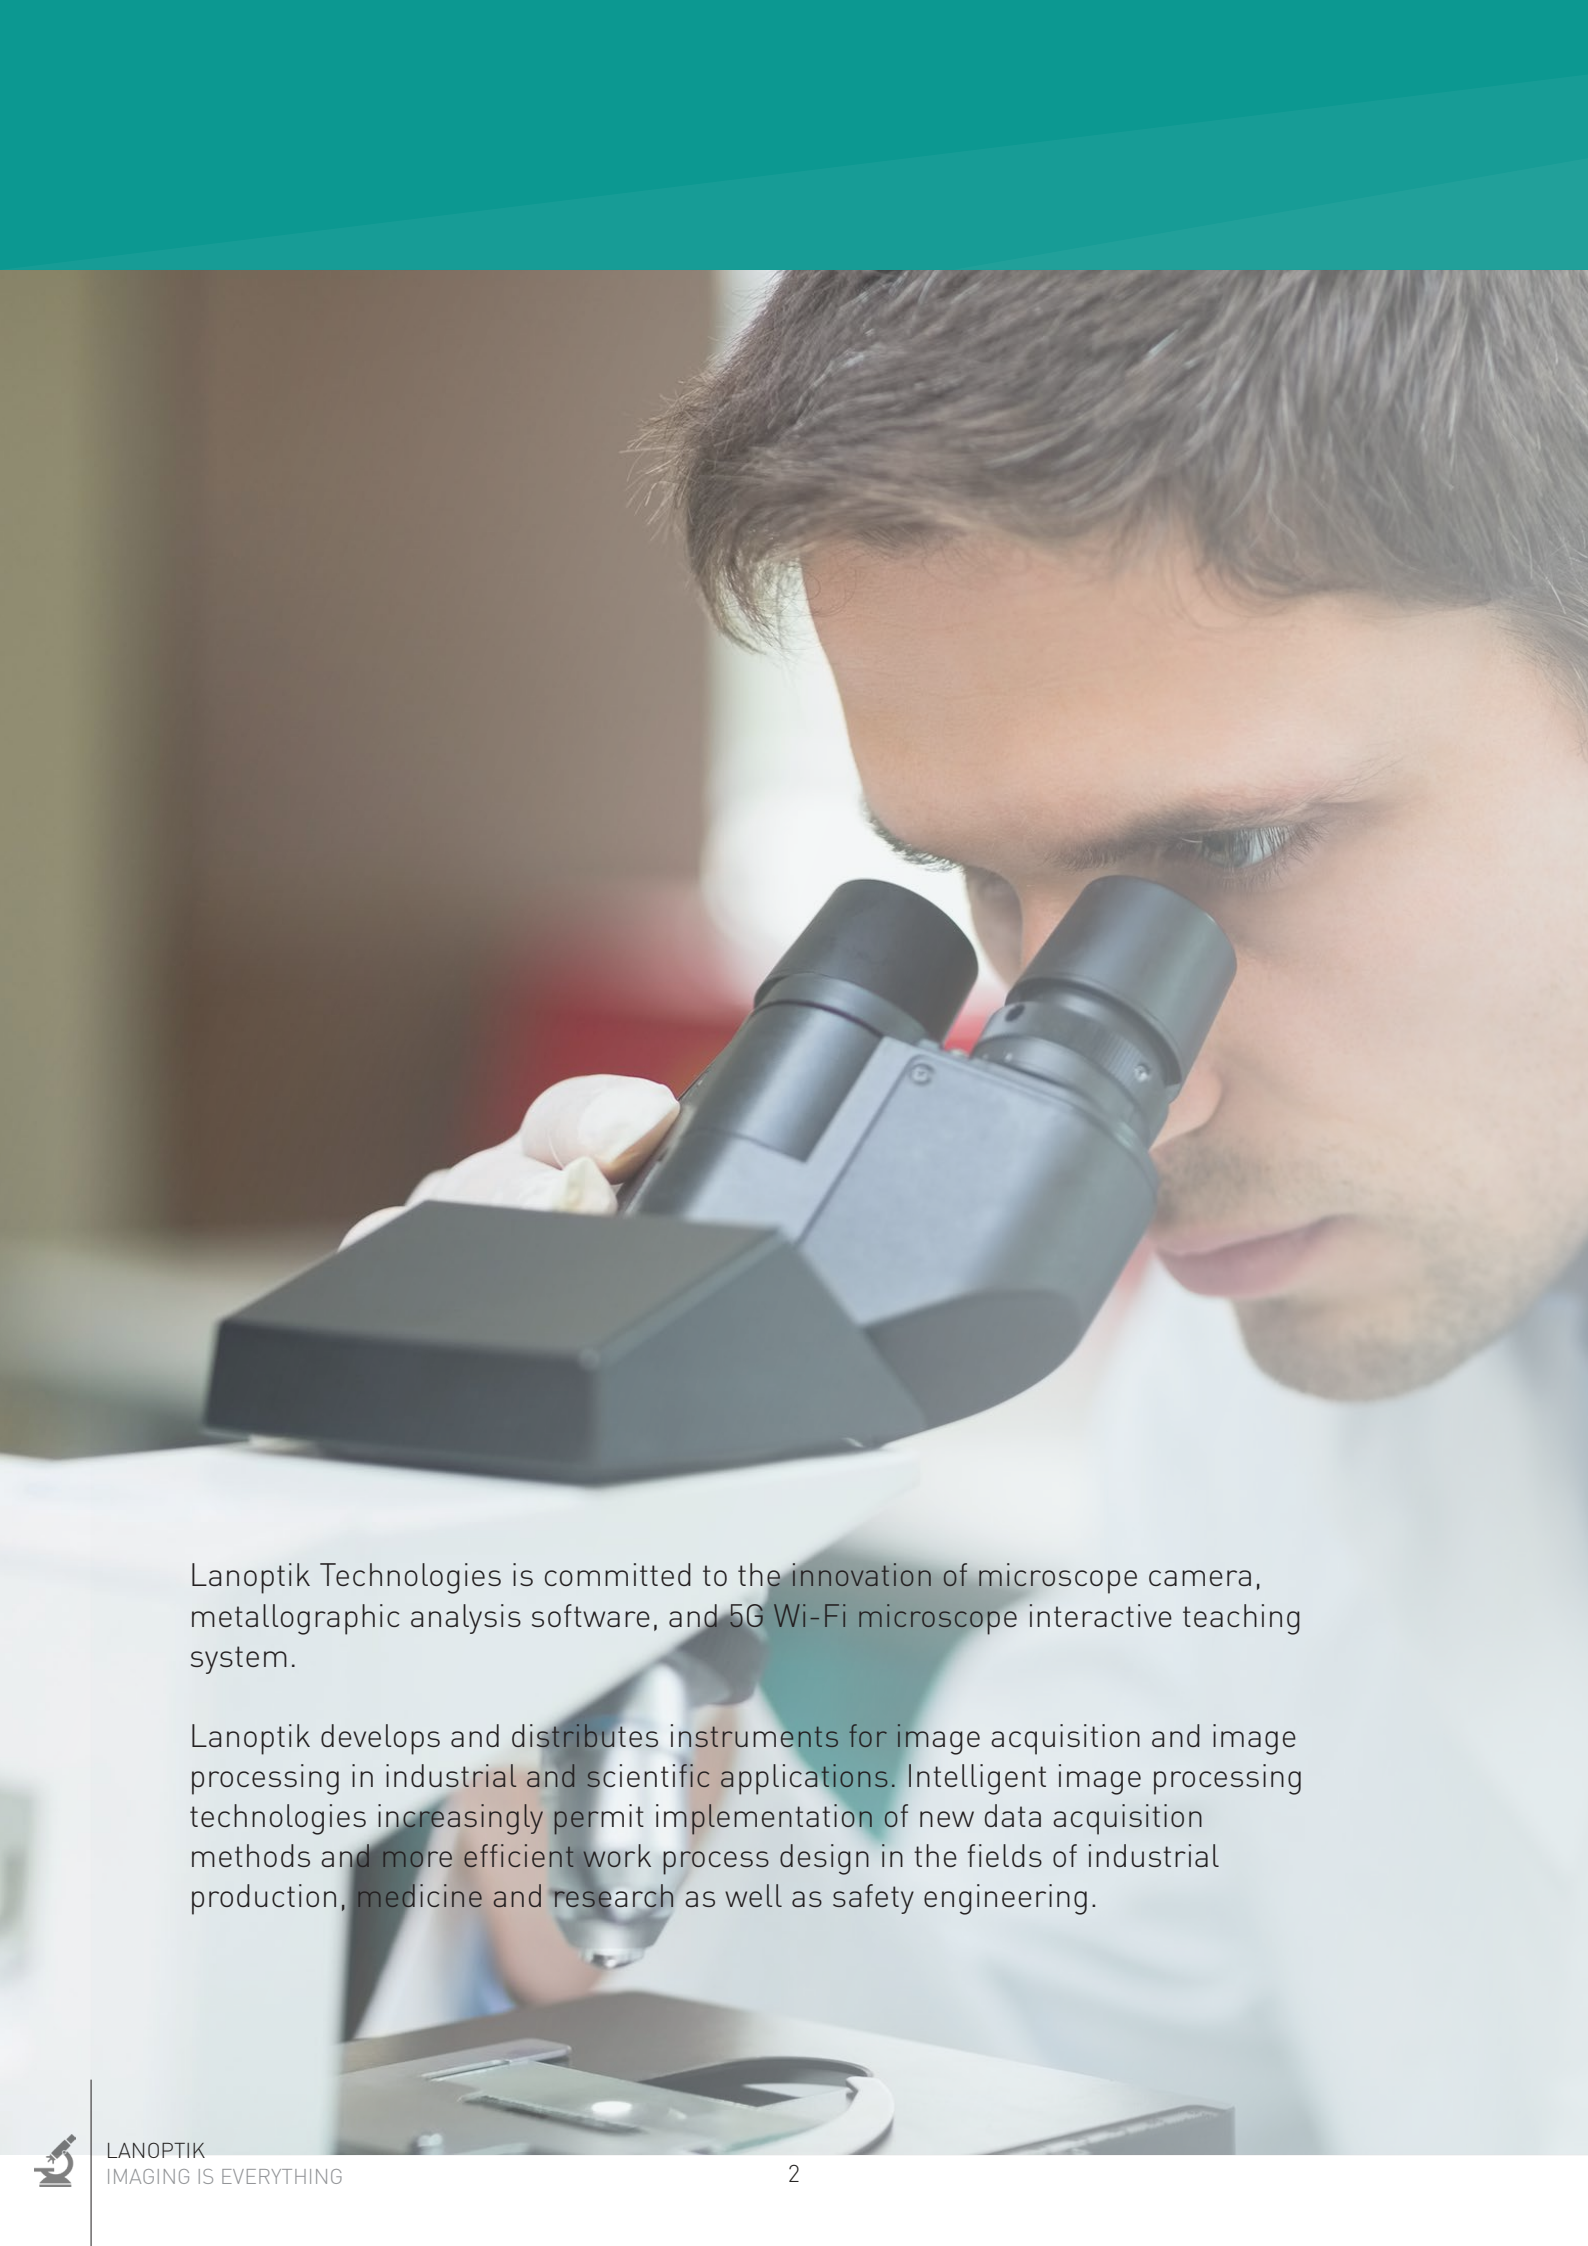 Lanoptik Technologies is committed to the innovation of microscope camera,
metallographic analysis software, and 5G Wi-Fi microscope interactive teaching
system.
Lanoptik develops and distributes instruments for image acquisition and image
processing in industrial and scientific applications. Intelligent image processing
technologies increasingly permit implementation of new data acquisition
methods and more efficient work process design in the fields of industrial
production, medicine and research as well as safety engineering.
LANOPTIK
IMAGING IS EVERYTHING
2